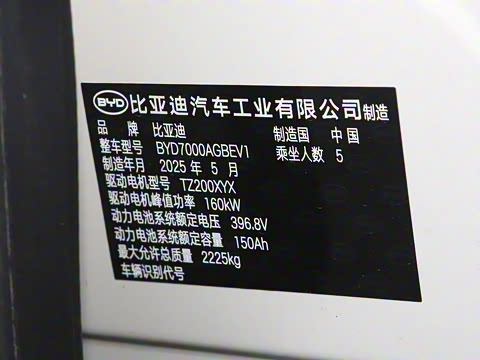 BYD 比亚迪汽车工业有限公司制造
品 牌 比亚迪 制造国 中国
整车型号 BYD7000AGBEV1 乘坐人数 5
制造年月 2025 年 5 月
驱动电机型号 TZ200XYX
驱动电机峰值功率 160kW
动力电池系统额定电压 396.8V
动力电池系统额定容量 150Ah
最大允许总质量 2225kg
车辆识别代号